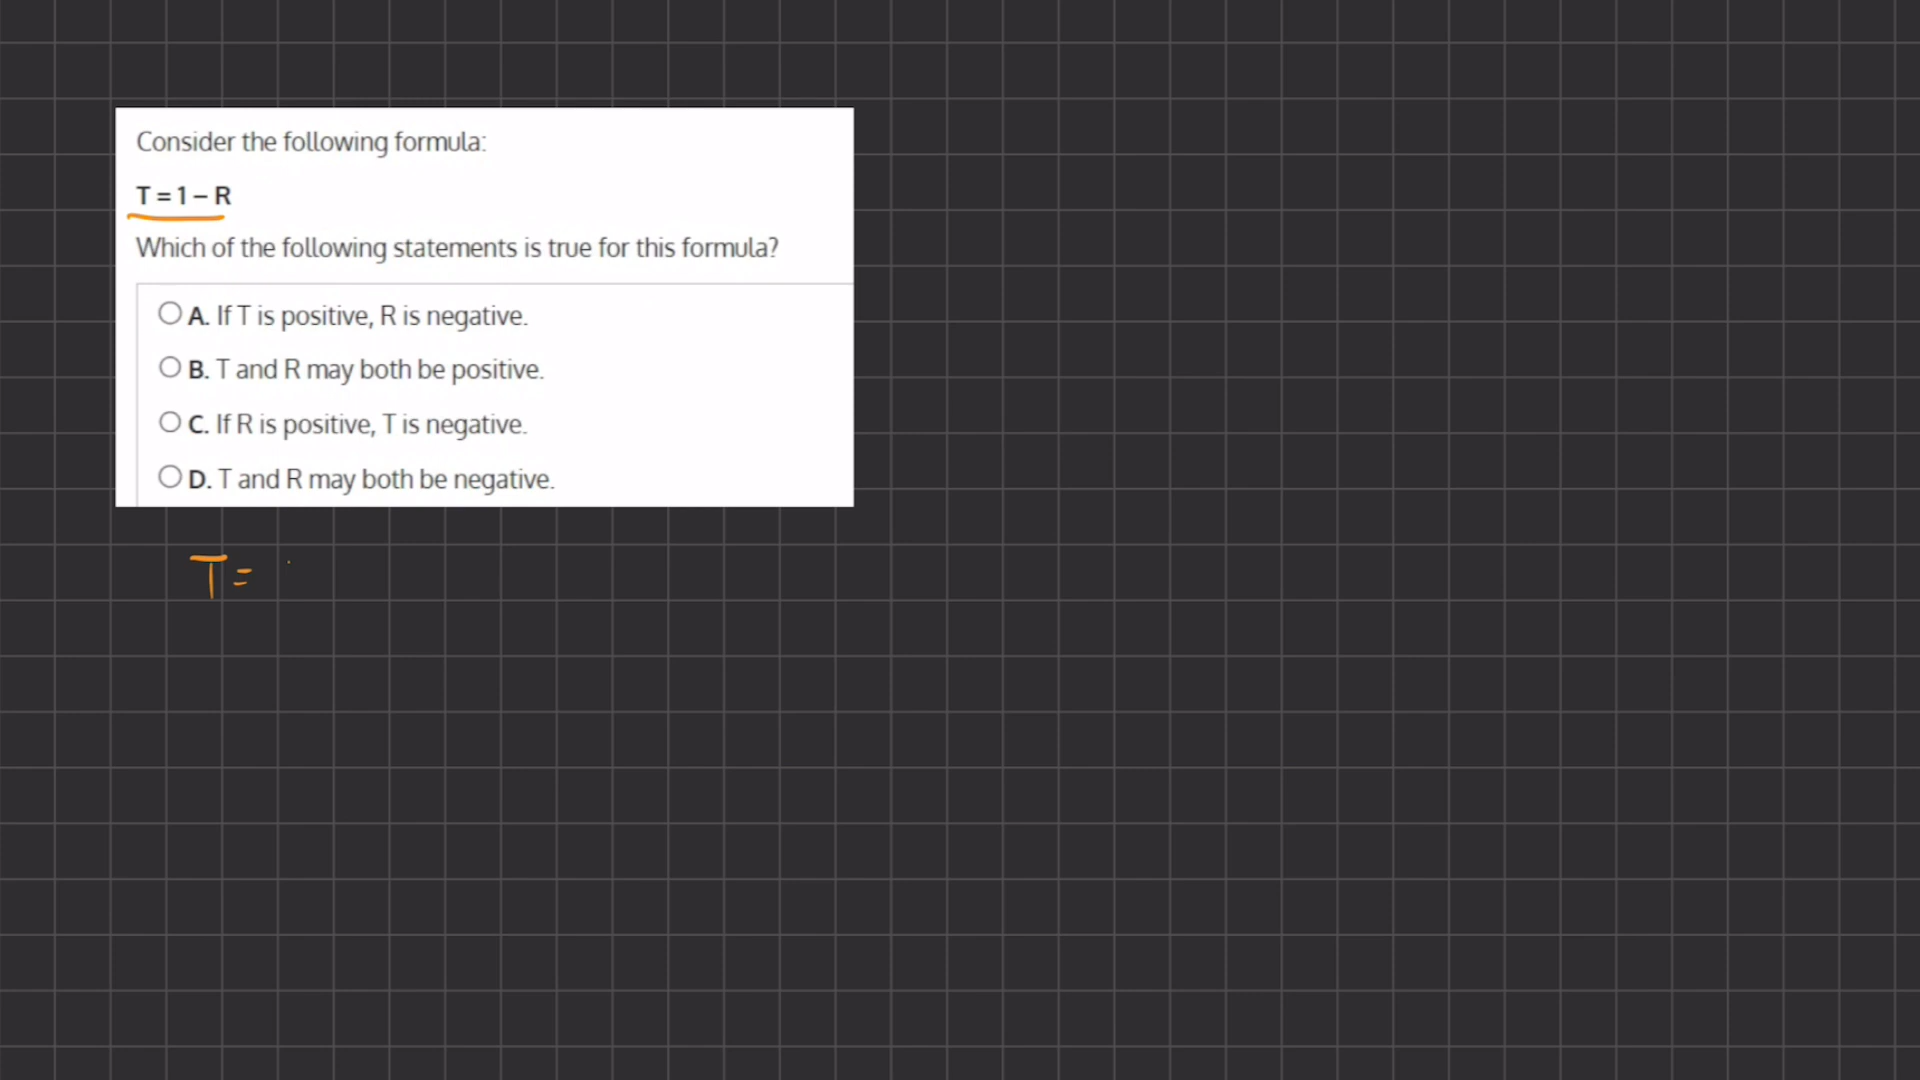 Consider the following formula:
T = 1 – R
Which of the following statements is true for this formula?
A. If T is positive, R is negative.
B. T and R may both be positive.
C. If R is positive, T is negative.
D. T and R may both be negative.
T =